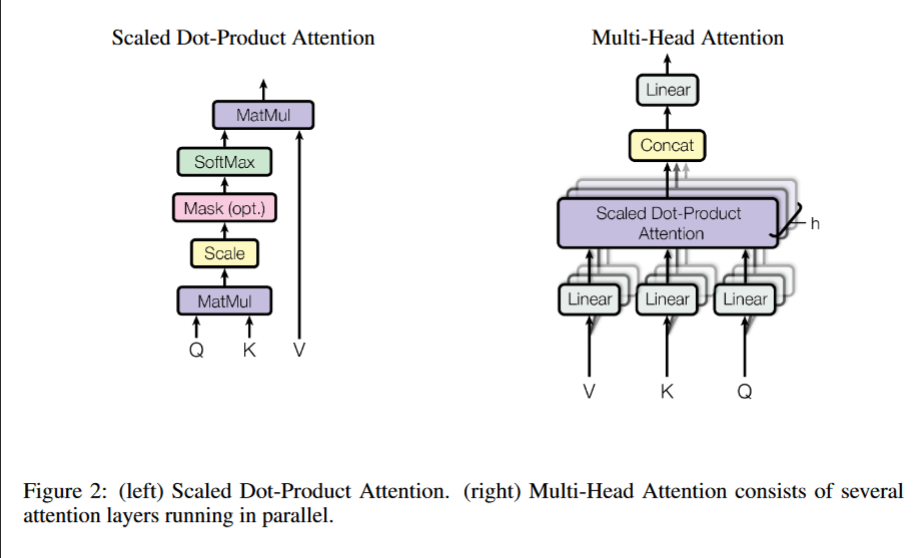 Scaled Dot-Product Attention
MatMul
SoftMax
Mask (opt.)
Scale
MatMul
Q K V
Multi-Head Attention
Linear
Concat
Scaled Dot-Product
Attention
h
Linear Linear Linear
V K Q
Figure 2: (left) Scaled Dot-Product Attention. (right) Multi-Head Attention consists of several
attention layers running in parallel.